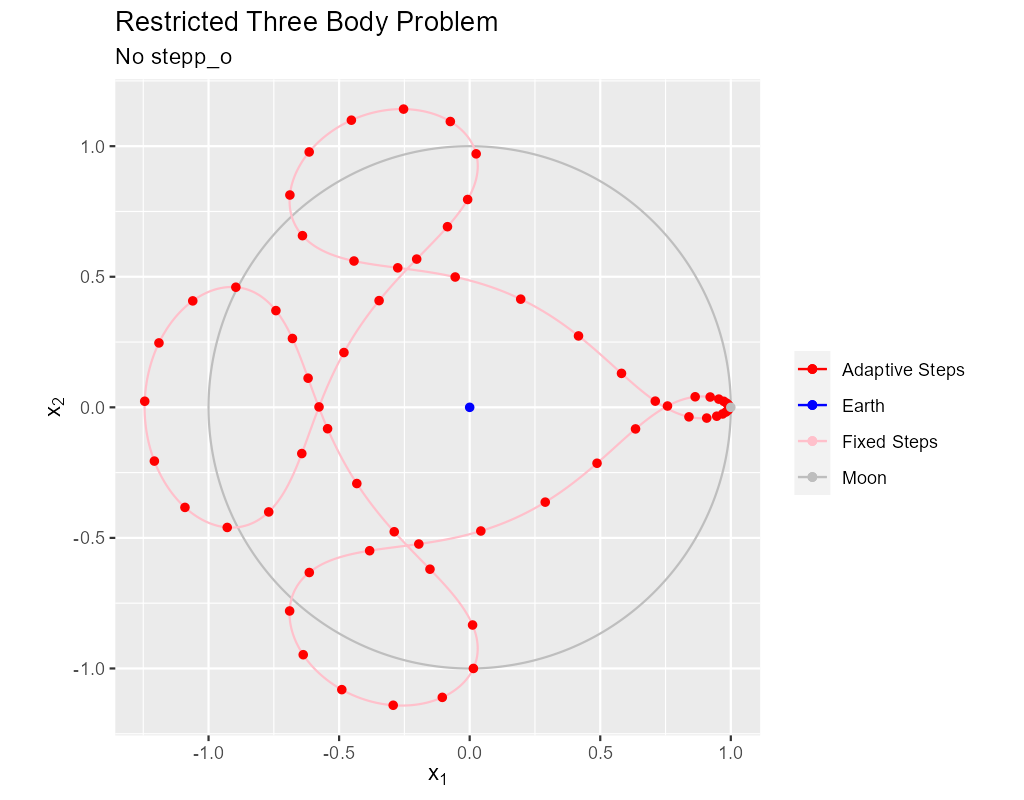 Restricted Three Body Problem
No stepp_o
1.0
0.5
0.0
-0.5
-1.0
x₂
-1.0
-0.5
0.0
0.5
1.0
x₁
Adaptive Steps
Earth
Fixed Steps
Moon